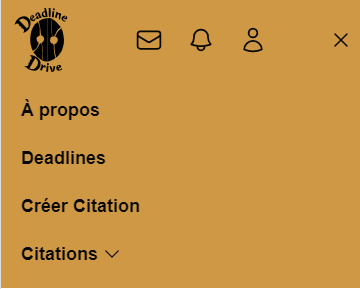 Deadline
Drive
À propos
Deadlines
Créer Citation
Citations